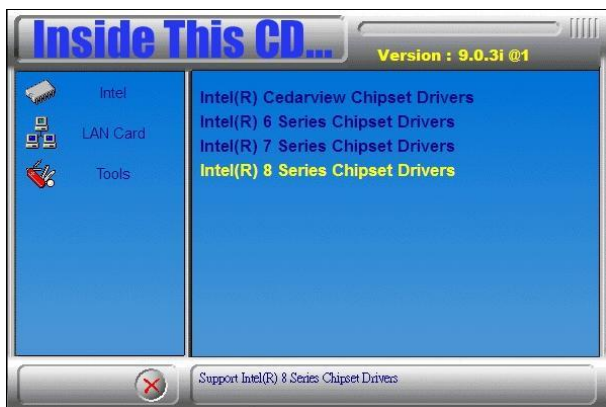 Inside This CD...
Version : 9.0.3i @1
Intel
LAN Card
Tools
Intel(R) Cedarview Chipset Drivers
Intel(R) 6 Series Chipset Drivers
Intel(R) 7 Series Chipset Drivers
Intel(R) 8 Series Chipset Drivers
Support Intel(R) 8 Series Chipset Drivers